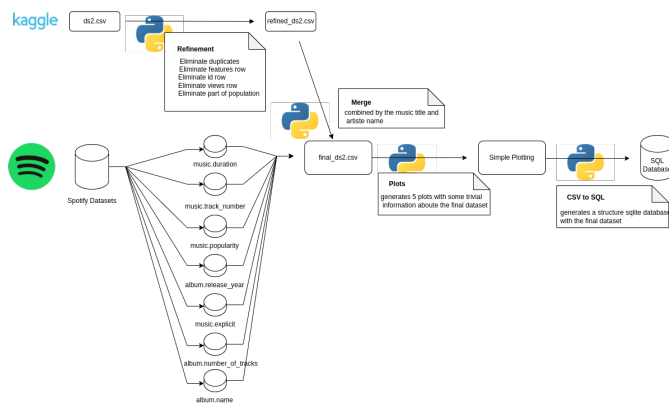 kaggle
ds2.csv
refined_ds2.csv
Refinement
Eliminate duplicates
Eliminate features row
Eliminate id row
Eliminate views row
Eliminate part of population
Merge
combined by the music title and
artiste name
Spotify Datasets
music.duration
music.track_number
music.popularity
album.release_year
music.explicit
album.number_of_tracks
album.name
final_ds2.csv
Plots
generates 5 plots with some trivial
information aboute the final dataset
Simple Plotting
CSV to SQL
generates a structure sqlite database
with the final dataset
SQL
Database